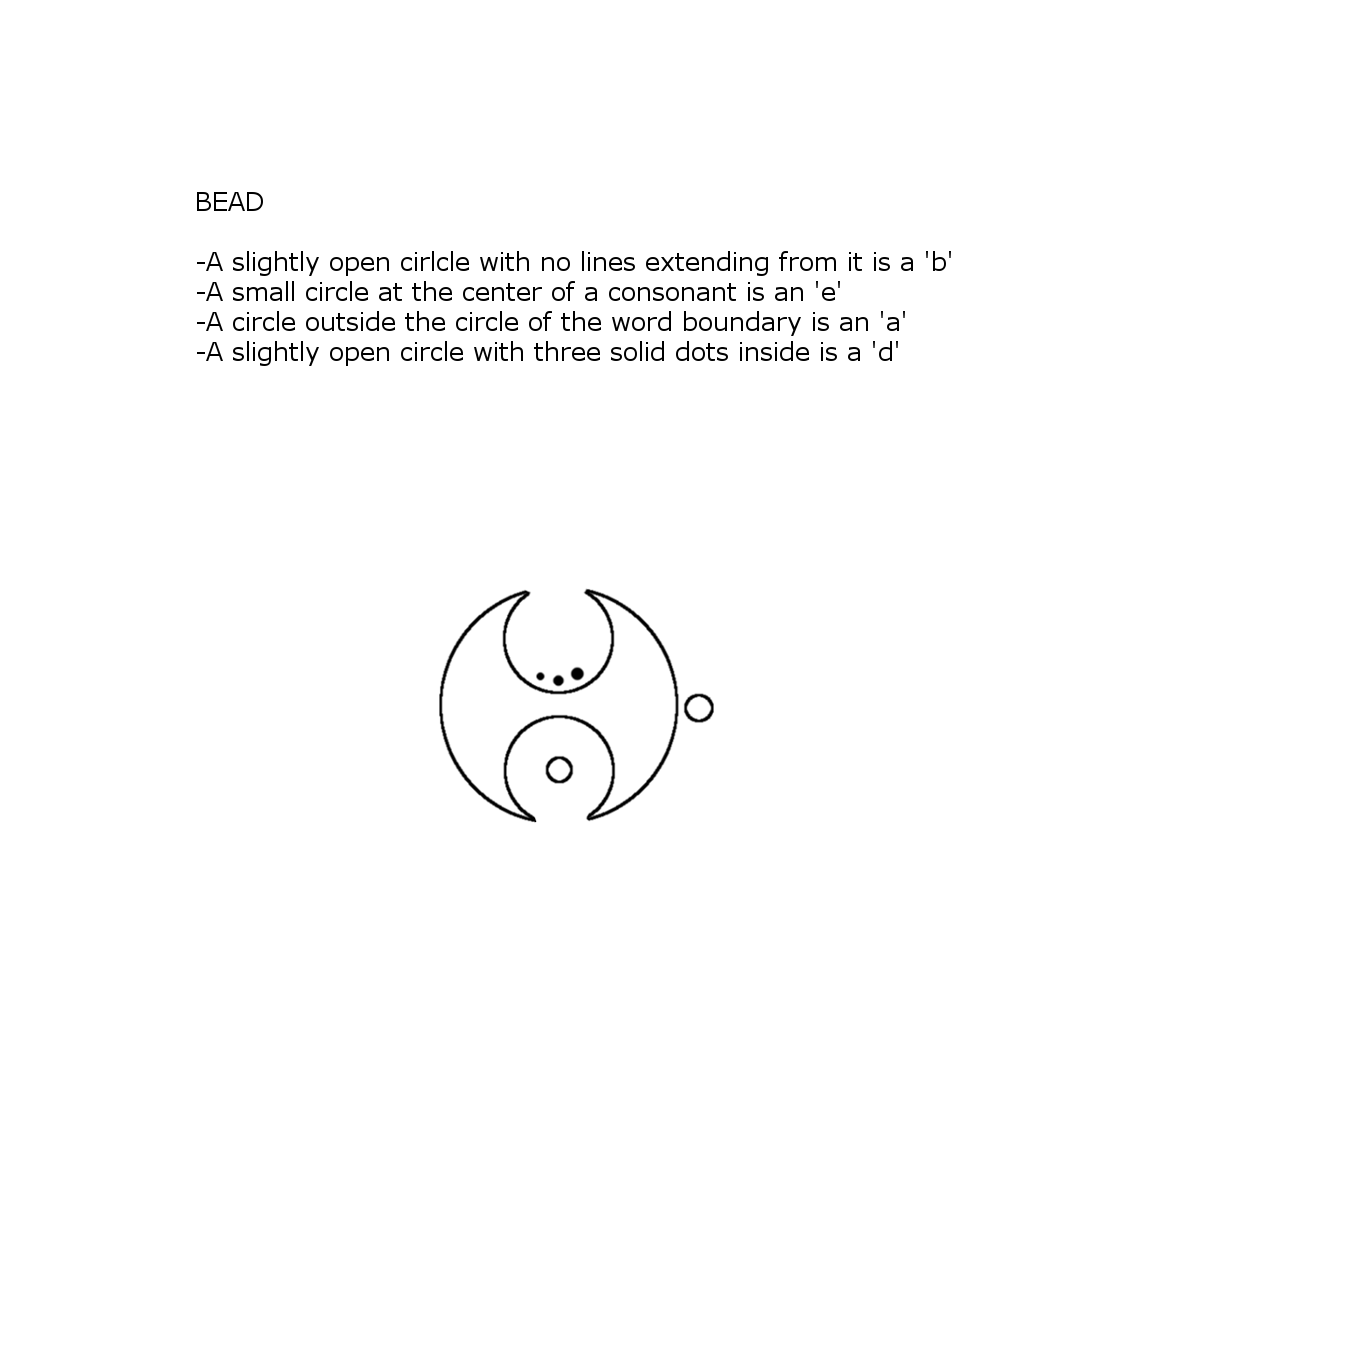 BEAD
-A slightly open cirlcle with no lines extending from it is a 'b'
-A small circle at the center of a consonant is an 'e'
-A circle outside the circle of the word boundary is an 'a'
-A slightly open circle with three solid dots inside is a 'd'